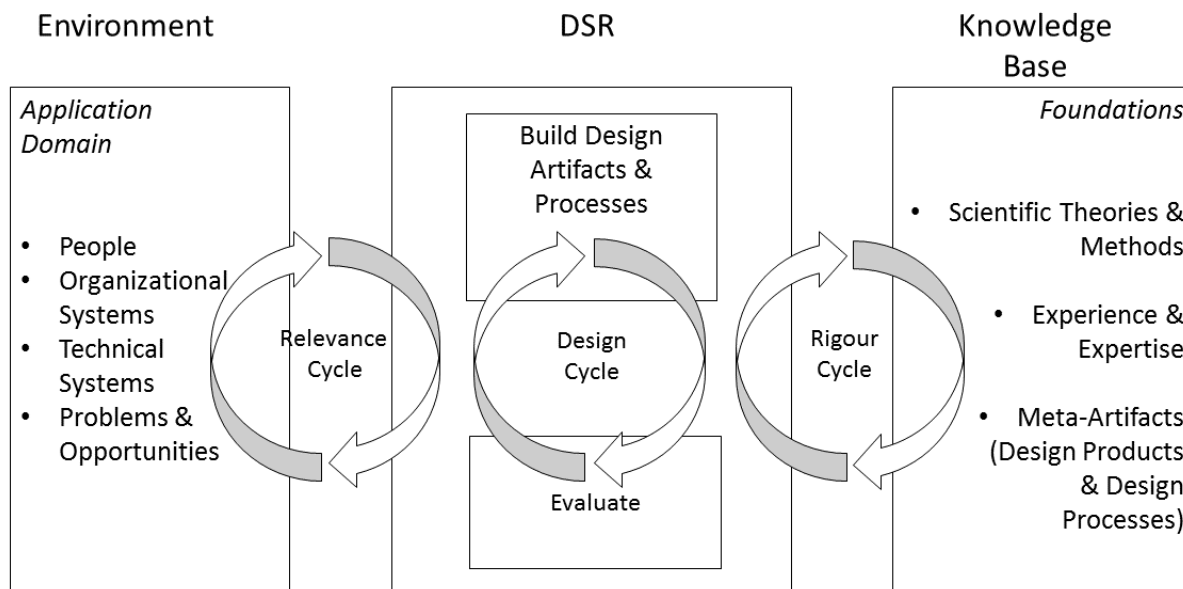 Environment
DSR
Knowledge
Base
Application
Domain
• People
• Organizational
Systems
• Technical
Systems
• Problems &
Opportunities
Relevance
Cycle
Build Design
Artifacts &
Processes
Design
Cycle
Evaluate
Rigour
Cycle
Foundations
• Scientific Theories &
Methods
• Experience &
Expertise
• Meta-Artifacts
(Design Products
& Design
Processes)